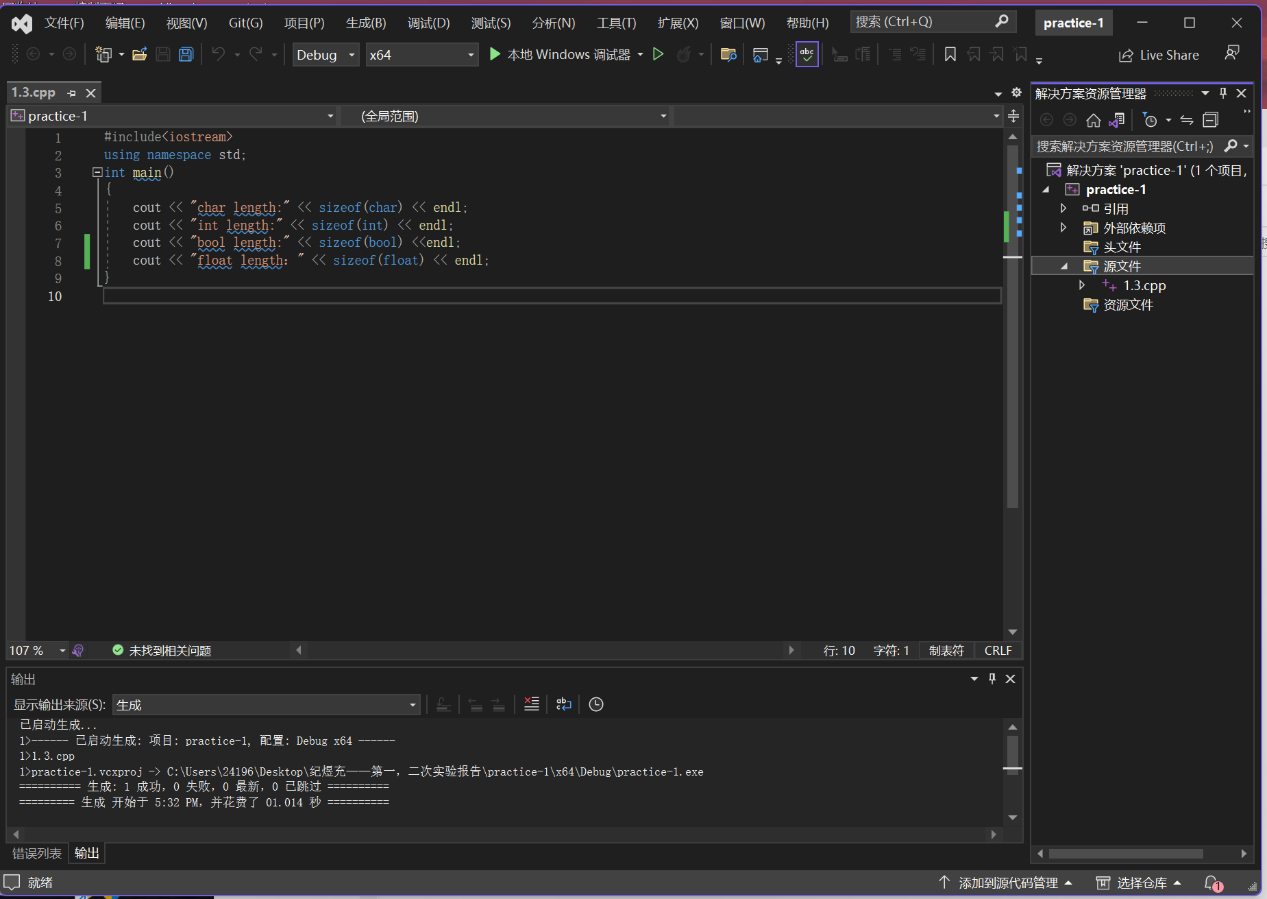 文件(F) 编辑(E) 视图(V) Git(G) 项目(P) 生成(B) 调试(D) 测试(S) 分析(N) 工具(T) 扩展(X) 窗口(W) 帮助(H) 搜索 (Ctrl+Q) practice-1
Debug x64 本地 Windows 调试器 abc Live Share
1.3.cpp
practice-1 (全局范围)
1 #include<iostream>
2 using namespace std;
3 int main()
4 {
5 cout << "char length:" << sizeof(char) << endl;
6 cout << "int length:" << sizeof(int) << endl;
7 cout << "bool length:" << sizeof(bool) <<endl;
8 cout << "float length：" << sizeof(float) << endl;
9 }
10
107 % 未找到相关问题 行: 10 字符: 1 制表符 CRLF
输出
显示输出来源(S): 生成
已启动生成...
1>------ 已启动生成: 项目: practice-1, 配置: Debug x64 ------
1>1.3.cpp
1>practice-1.vcxproj -> C:\Users\24196\Desktop\纪煜充——第一，二次实验报告\practice-1\x64\Debug\practice-1.exe
========== 生成: 1 成功，0 失败，0 最新，0 已跳过 ==========
========= 生成 开始于 5:32 PM，并花费了 01.014 秒 ==========
错误列表 输出
解决方案资源管理器
搜索解决方案资源管理器(Ctrl+;)
解决方案 'practice-1' (1 个项目,
practice-1
引用
外部依赖项
头文件
源文件
1.3.cpp
资源文件
就绪 添加到源代码管理 选择仓库 1